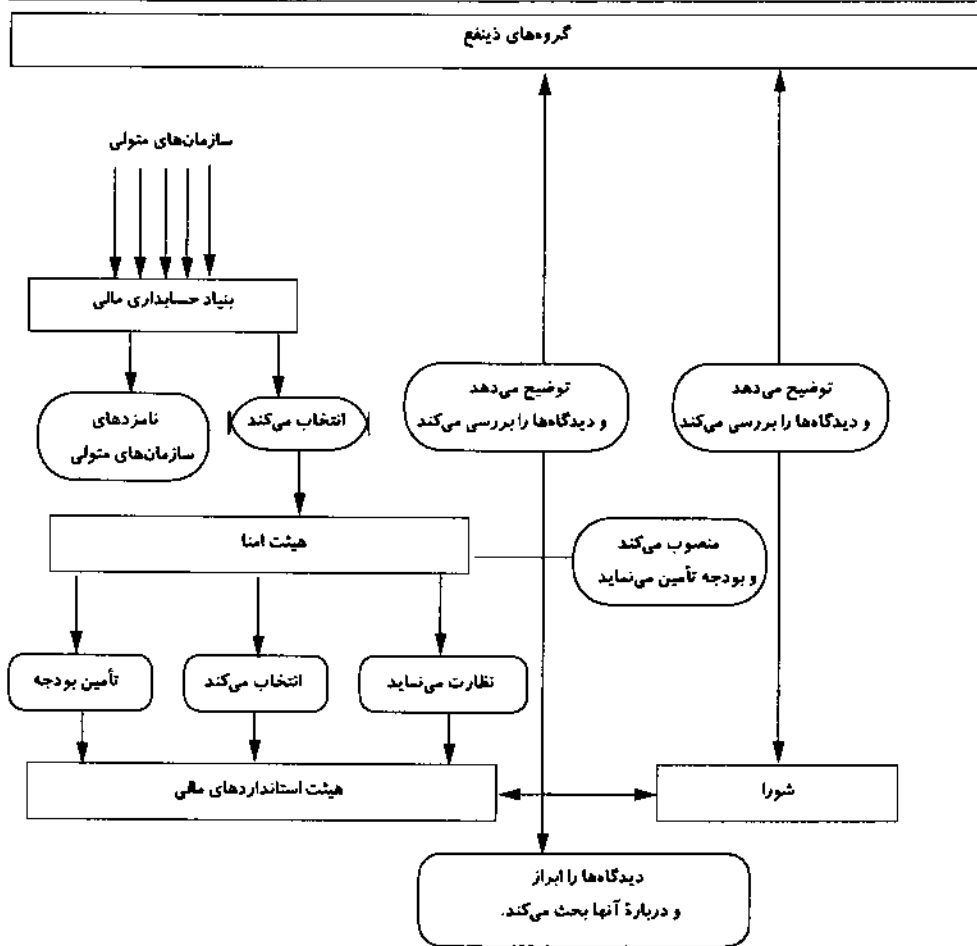 گروه‌های ذینفع
سازمان‌های متولی
بنیاد حسابداری مالی
توضیح می‌دهد
و دیدگاه‌ها را بررسی می‌کند
توضیح می‌دهد
و دیدگاه‌ها را بررسی می‌کند
نامزدهای
سازمان‌های متولی
انتخاب می‌کند
هیئت امنا
منصوب می‌کند
و بودجه تأمین می‌نماید
تأمین بودجه
انتخاب می‌کند
نظارت می‌نماید
هیئت استانداردهای مالی
شورا
دیدگاه‌ها را ابراز
و دربارهٔ آنها بحث می‌کند.